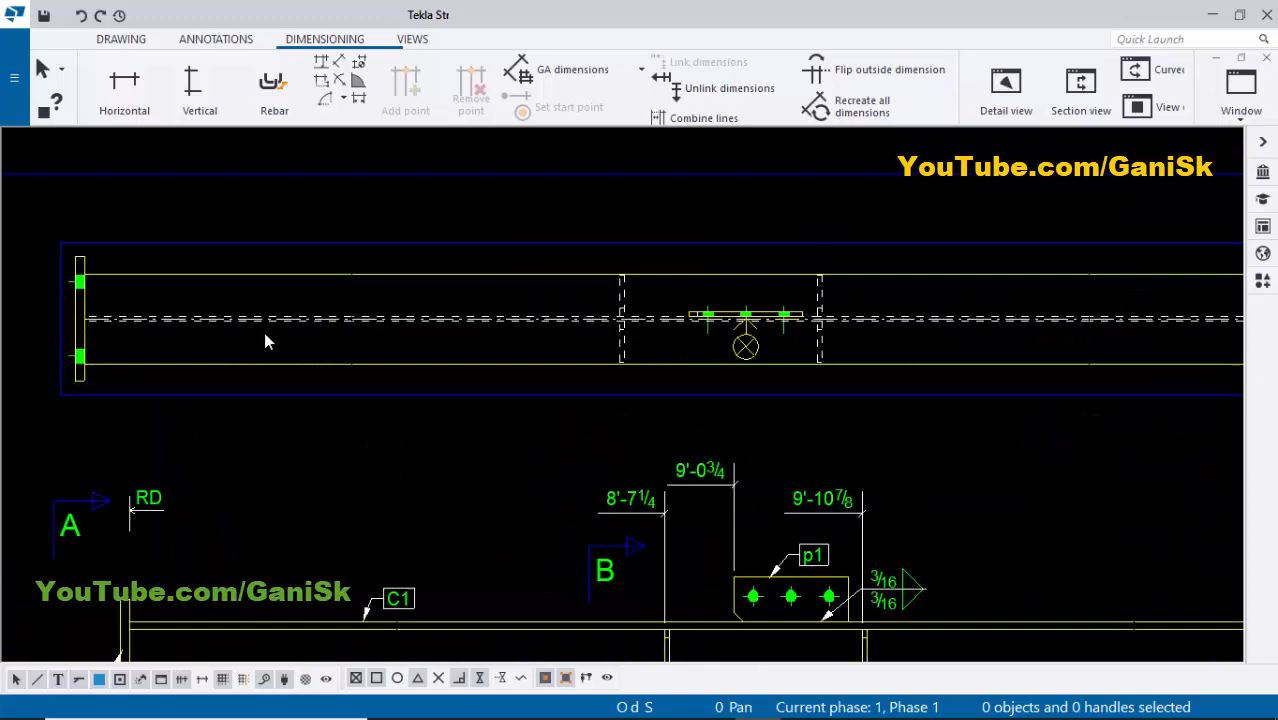 Tekla Str
DRAWING ANNOTATIONS DIMENSIONING VIEWS Quick Launch
Horizontal Vertical Rebar Add point Remove point GA dimensions Set start point Link dimensions Unlink dimensions Combine lines Flip outside dimension Recreate all dimensions Detail view Section view Curve View Window
YouTube.com/GaniSk
9'-03/4
8'-71/4
9'-107/8
RD
A
B
p1
3/16
3/16
YouTube.com/GaniSk
C1
O d S 0 Pan Current phase: 1, Phase 1 0 objects and 0 handles selected